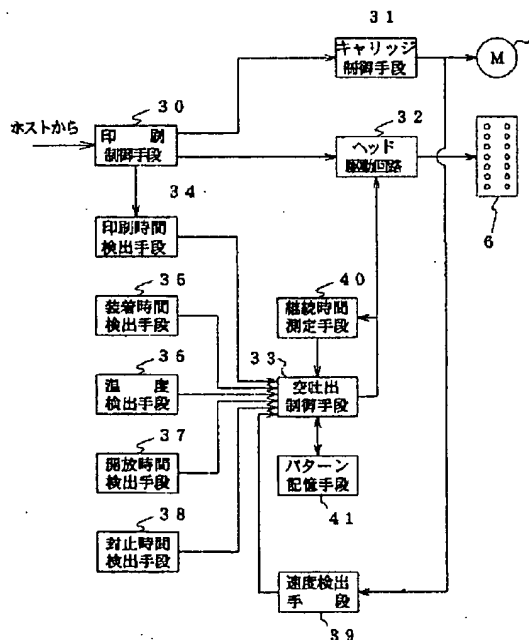 31
キャリッジ
制御手段
M
30
ホストから
印刷
制御手段
32
ヘッド
駆動回路
6
34
印刷時間
検出手段
35
装着時間
検出手段
40
継続時間
測定手段
33
空吐出
制御手段
36
温度
検出手段
37
開放時間
検出手段
パターン
記憶手段
41
38
封止時間
検出手段
速度検出
手段
39